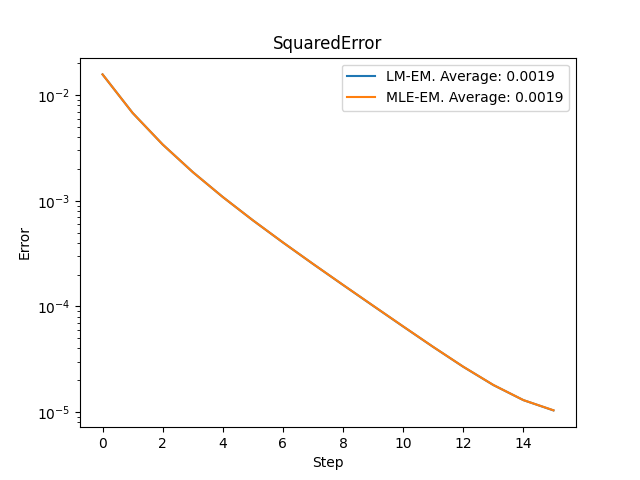 SquaredError
LM-EM. Average: 0.0019
MLE-EM. Average: 0.0019
Error
10⁻²
10⁻³
10⁻⁴
10⁻⁵
0 2 4 6 8 10 12 14
Step